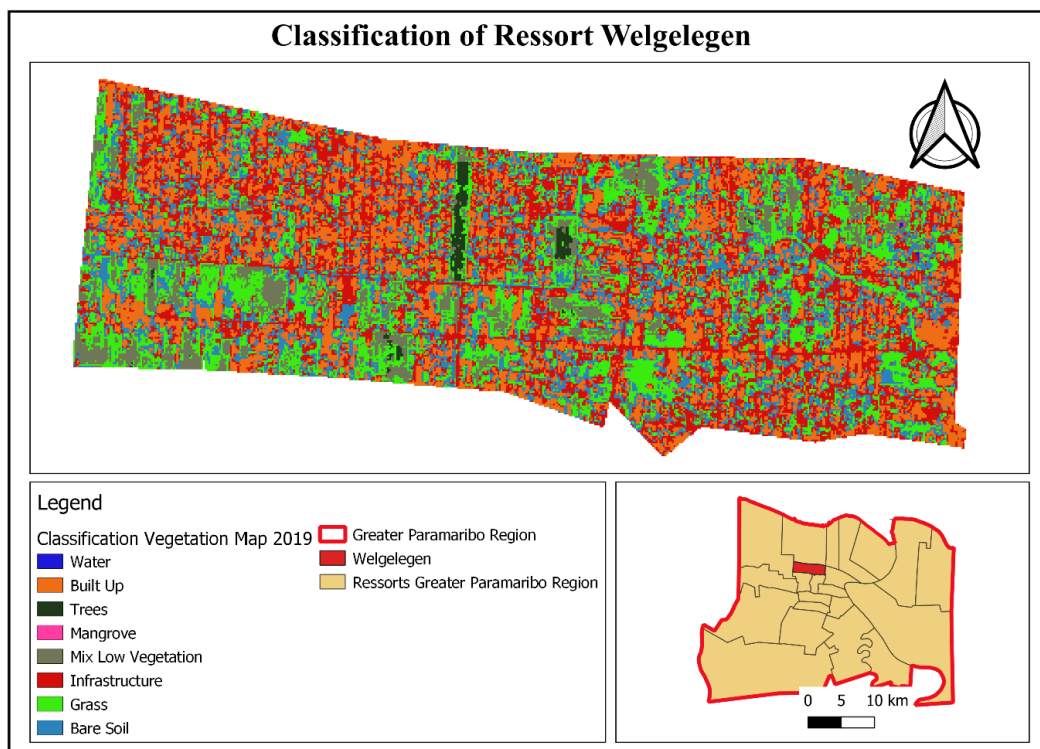 Classification of Ressort Welgelegen
Legend
Classification Vegetation Map 2019
Water
Built Up
Trees
Mangrove
Mix Low Vegetation
Infrastructure
Grass
Bare Soil
Greater Paramaribo Region
Welgelegen
Ressorts Greater Paramaribo Region
0 5 10 km